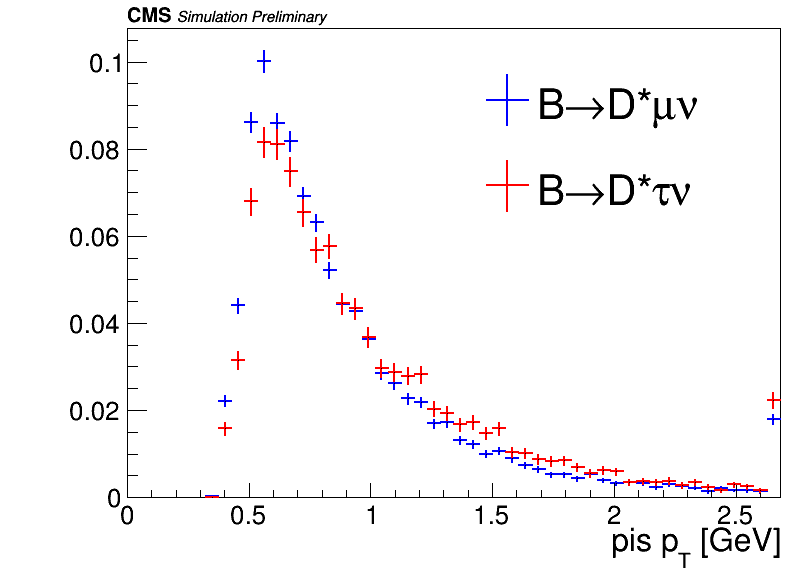 CMS Simulation Preliminary
0.1
0.08
0.06
0.04
0.02
0
B→D*μν
B→D*τν
0 0.5 1 1.5 2 2.5
pis p_T [GeV]